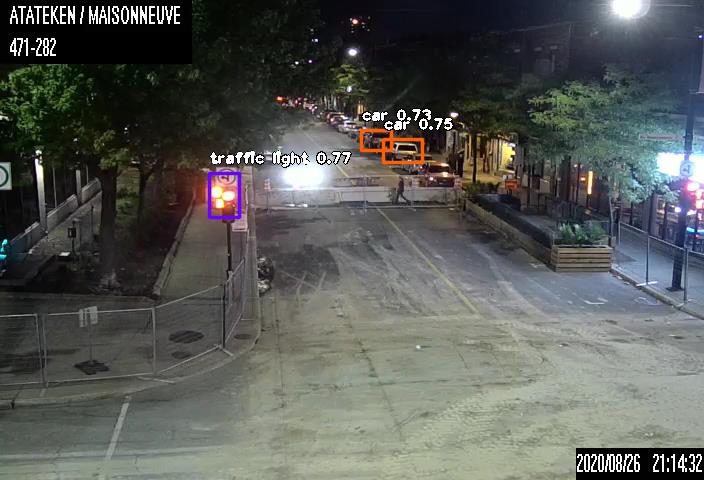 ATATEKEN / MAISONNEUVE
471-282
car 0.73
car 0.75
traffic light 0.77
2020/08/26 21:14:32